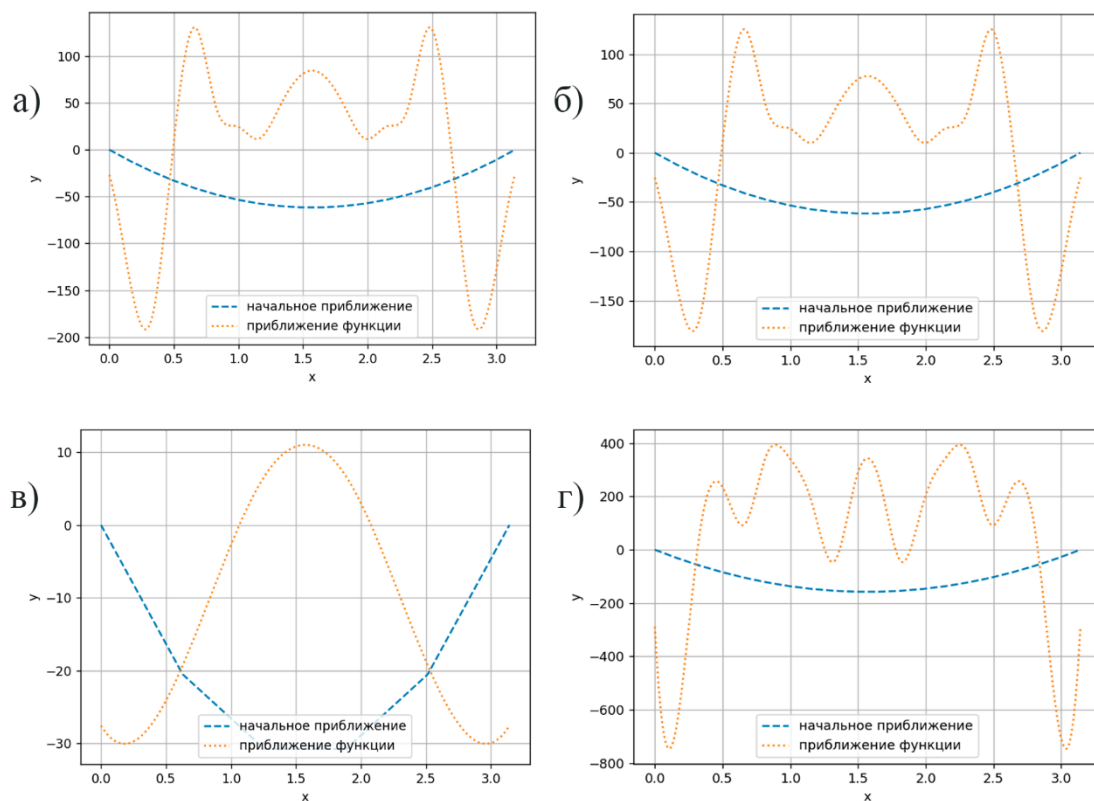 а)
100
50
0
−50
−100
−150
−200
y
0.0 0.5 1.0 1.5 2.0 2.5 3.0
x
начальное приближение
приближение функции
б)
100
50
0
−50
−100
−150
y
0.0 0.5 1.0 1.5 2.0 2.5 3.0
x
начальное приближение
приближение функции
в)
10
0
−10
−20
−30
y
0.0 0.5 1.0 1.5 2.0 2.5 3.0
x
начальное приближение
приближение функции
г)
400
200
0
−200
−400
−600
−800
y
0.0 0.5 1.0 1.5 2.0 2.5 3.0
x
начальное приближение
приближение функции